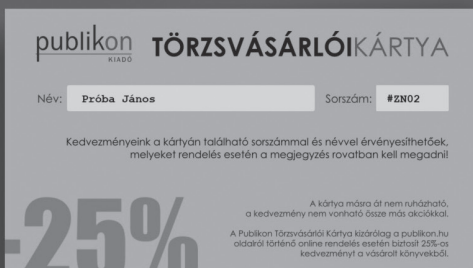 publikon TÖRZSVÁSÁRLÓIKÁRTYA
KIADÓ
Név: Próba János Sorszám: #ZN02
Kedvezményeink a kártyán található sorszámmal és névvel érvényesíthetőek,
melyeket rendelés esetén a megjegyzés rovatban kell megadni!
-25%
A kártya másra át nem ruházható,
a kedvezmény nem vonható össze más akciókkal.
A Publikon Törzsvásárlói Kártya kizárólag a publikon.hu
oldalról történő online rendelés esetén biztosít 25%-os
kedvezményt a vásárolt könyvekből.